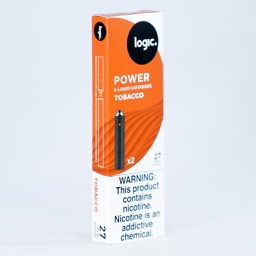 logic.
POWER
E-LIQUID CARTRIDGES
TOBACCO
x2
27
WARNING:
This product
contains
nicotine.
Nicotine is an
addictive
chemical.
TOBACCO
27